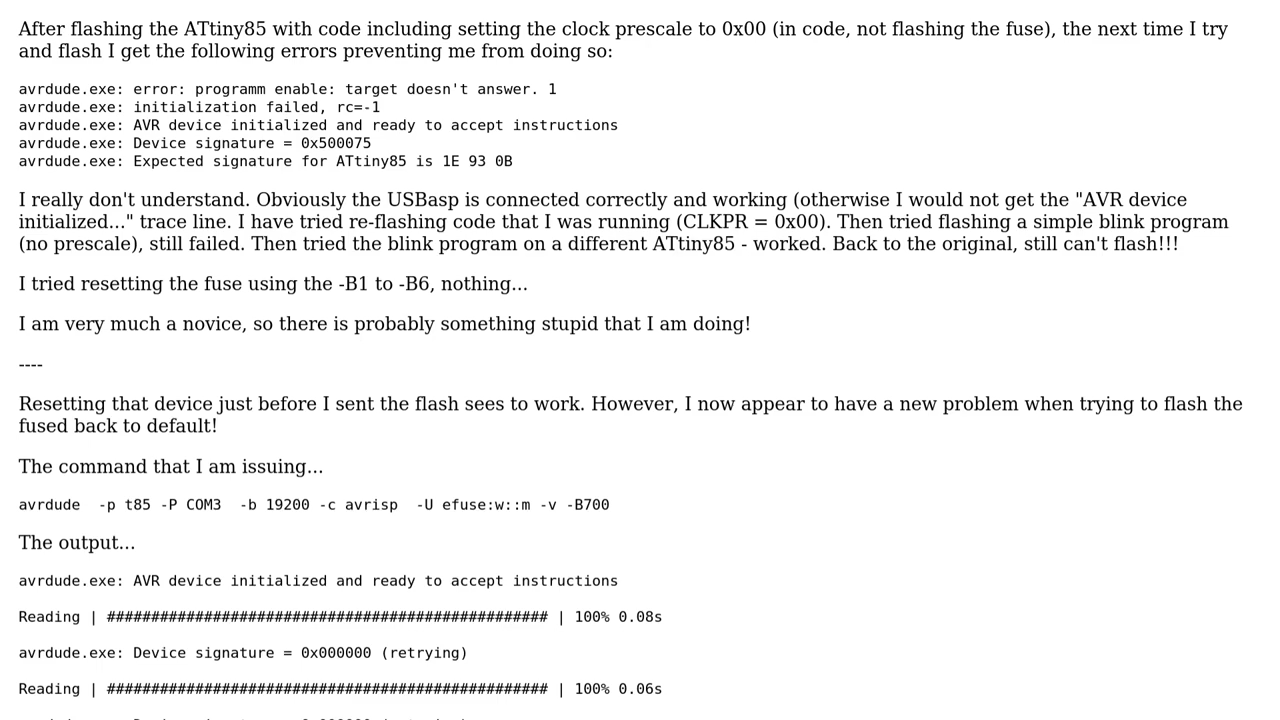 After flashing the ATtiny85 with code including setting the clock prescale to 0x00 (in code, not flashing the fuse), the next time I try
and flash I get the following errors preventing me from doing so:
avrdude.exe: error: programm enable: target doesn't answer. 1
avrdude.exe: initialization failed, rc=-1
avrdude.exe: AVR device initialized and ready to accept instructions
avrdude.exe: Device signature = 0x500075
avrdude.exe: Expected signature for ATtiny85 is 1E 93 0B
I really don't understand. Obviously the USBasp is connected correctly and working (otherwise I would not get the "AVR device
initialized..." trace line. I have tried re-flashing code that I was running (CLKPR = 0x00). Then tried flashing a simple blink program
(no prescale), still failed. Then tried the blink program on a different ATtiny85 - worked. Back to the original, still can't flash!!!
I tried resetting the fuse using the -B1 to -B6, nothing...
I am very much a novice, so there is probably something stupid that I am doing!
----
Resetting that device just before I sent the flash sees to work. However, I now appear to have a new problem when trying to flash the
fused back to default!
The command that I am issuing...
avrdude  -p t85 -P COM3  -b 19200 -c avrisp  -U efuse:w::m -v -B700
The output...
avrdude.exe: AVR device initialized and ready to accept instructions
Reading | ################################################## | 100% 0.08s
avrdude.exe: Device signature = 0x000000 (retrying)
Reading | ################################################## | 100% 0.06s